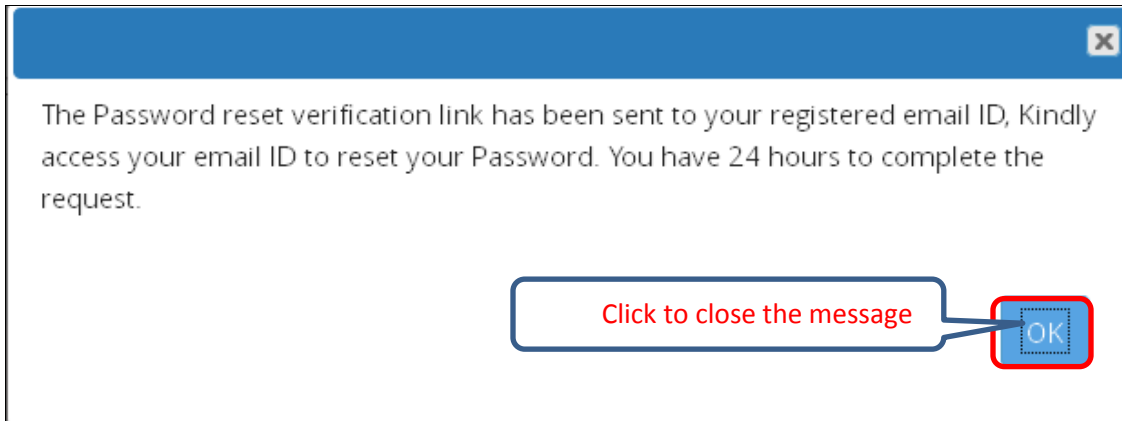 The Password reset verification link has been sent to your registered email ID, Kindly
access your email ID to reset your Password. You have 24 hours to complete the
request.
Click to close the message
OK